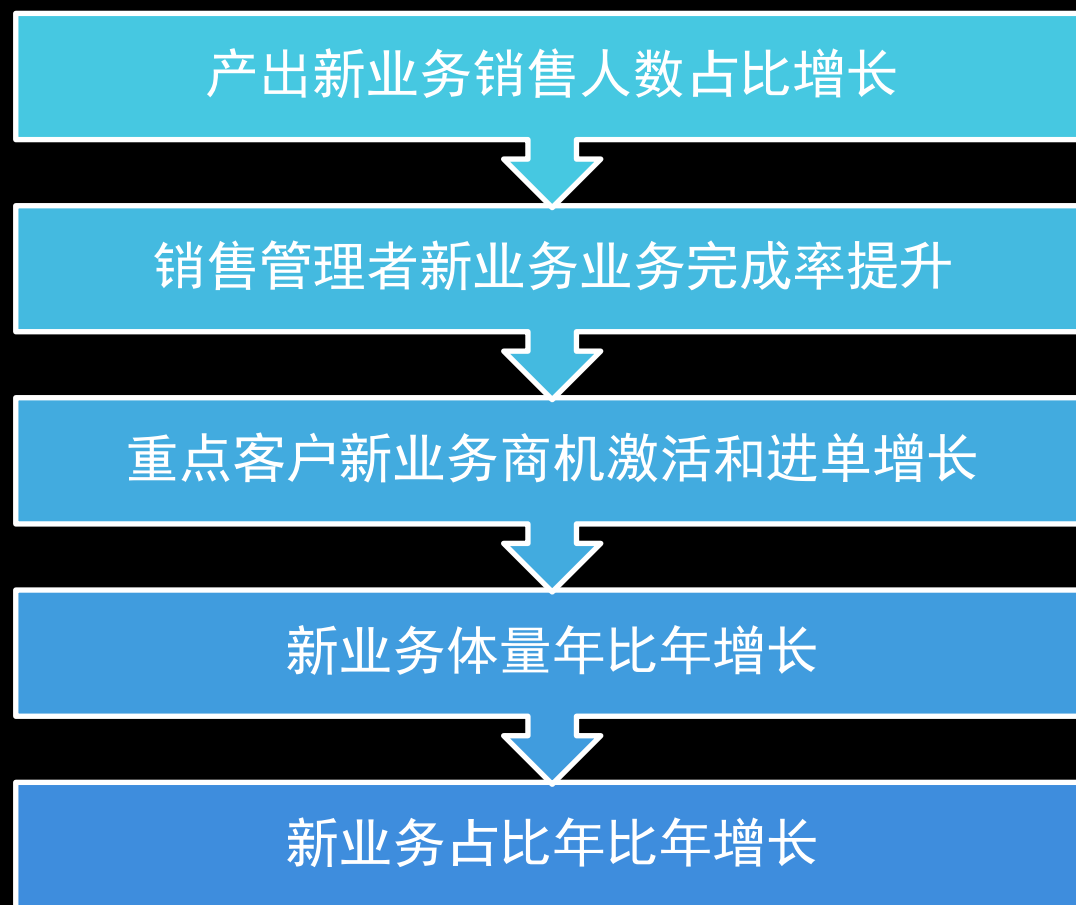 产出新业务销售人数占比增长
销售管理者新业务业务完成率提升
重点客户新业务商机激活和进单增长
新业务体量年比年增长
新业务占比年比年增长